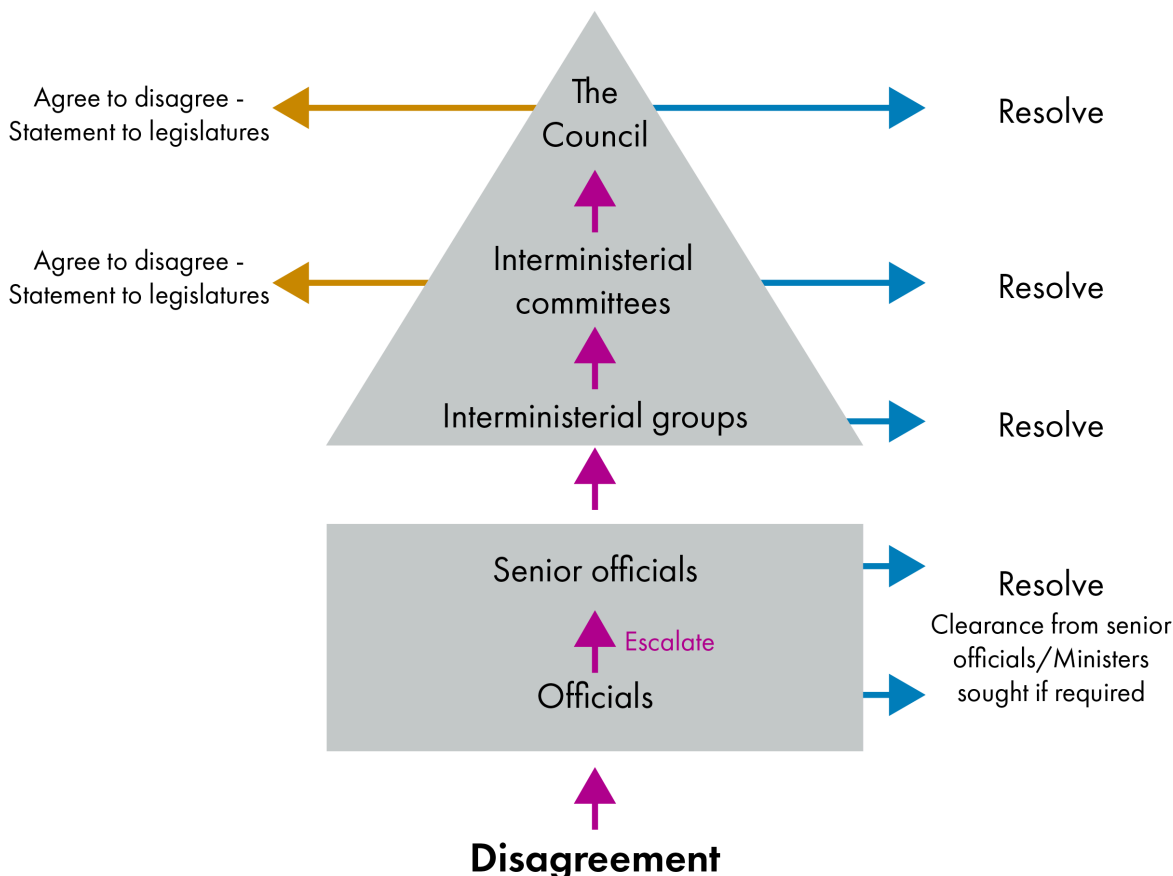 Agree to disagree -
Statement to legislatures
The
Council
Resolve
Agree to disagree -
Statement to legislatures
Interministerial
committees
Resolve
Interministerial groups
Resolve
Senior officials
Resolve
Escalate
Clearance from senior
officials/Ministers
sought if required
Officials
Disagreement